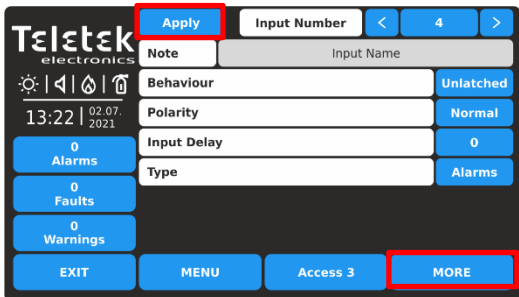 Teletek
electronics
13:22 02.07.
2021
0
Alarms
0
Faults
0
Warnings
EXIT
Apply Input Number < 4 >
Note Input Name
Behaviour Unlatched
Polarity Normal
Input Delay 0
Type Alarms
MENU Access 3 MORE